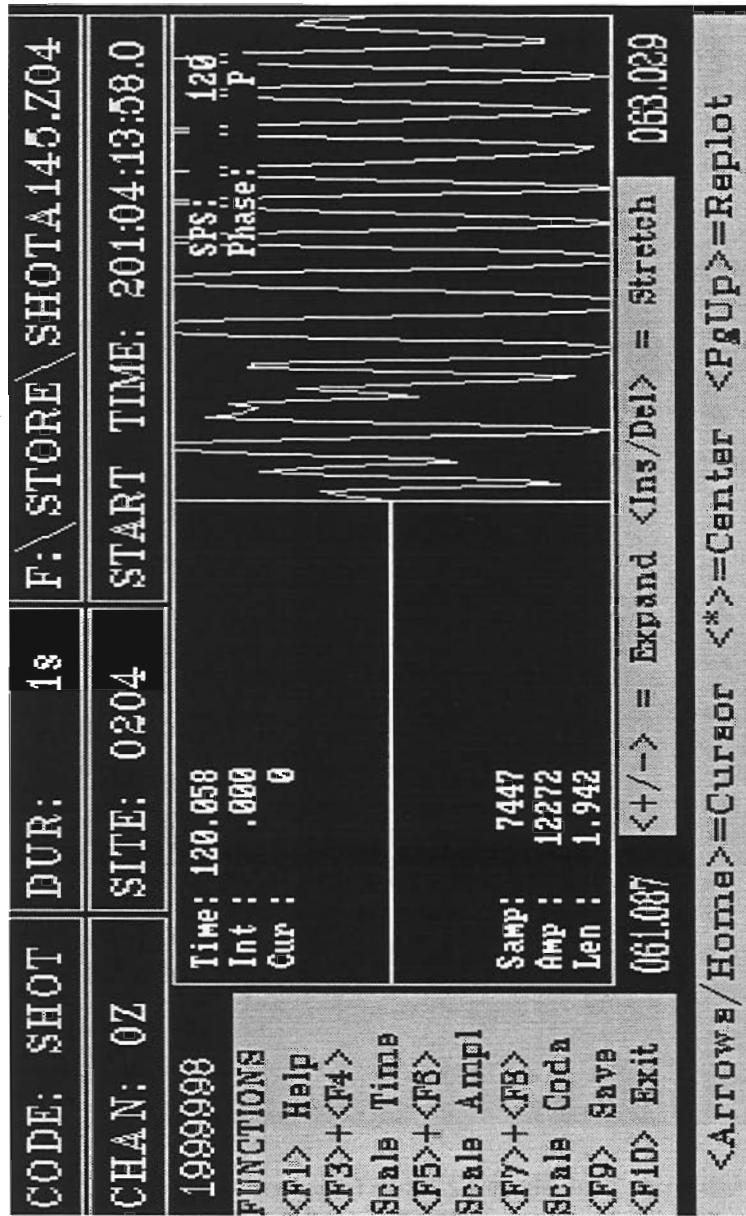 CODE: SHOT DUR: 1s F:\STORE\SHOTA145.Z04
CHAN: 0Z SITE: 0204 START TIME: 201:04:13:58.0
1999998
FUNCTIONS
<F1> Help
<F3>+<F4>
Scale Time
<F5>+<F6>
Scale Ampl
<F7>+<F8>
Scale Coda
<F9> Save
<F10> Exit
Time: 120.058
Int : .000
Cur : 0
SPS: 120
Phase: P
Samp: 7447
Amp : 12272
Len : 1.942
061.087 <+/-> = Expand <Ins/Del> = Stretch 063.029
<Arrows/Home>=Cursor <*>=Center <PgUp>=Replot